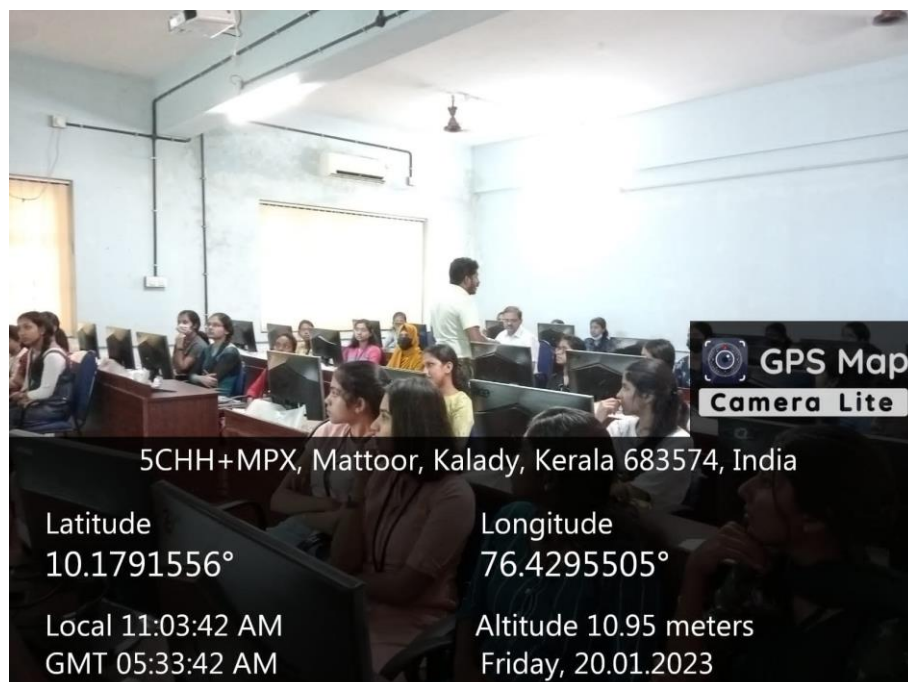 GPS Map
Camera Lite
5CHH+MPX, Mattoor, Kalady, Kerala 683574, India
Latitude
10.1791556°
Longitude
76.4295505°
Local 11:03:42 AM
GMT 05:33:42 AM
Altitude 10.95 meters
Friday, 20.01.2023